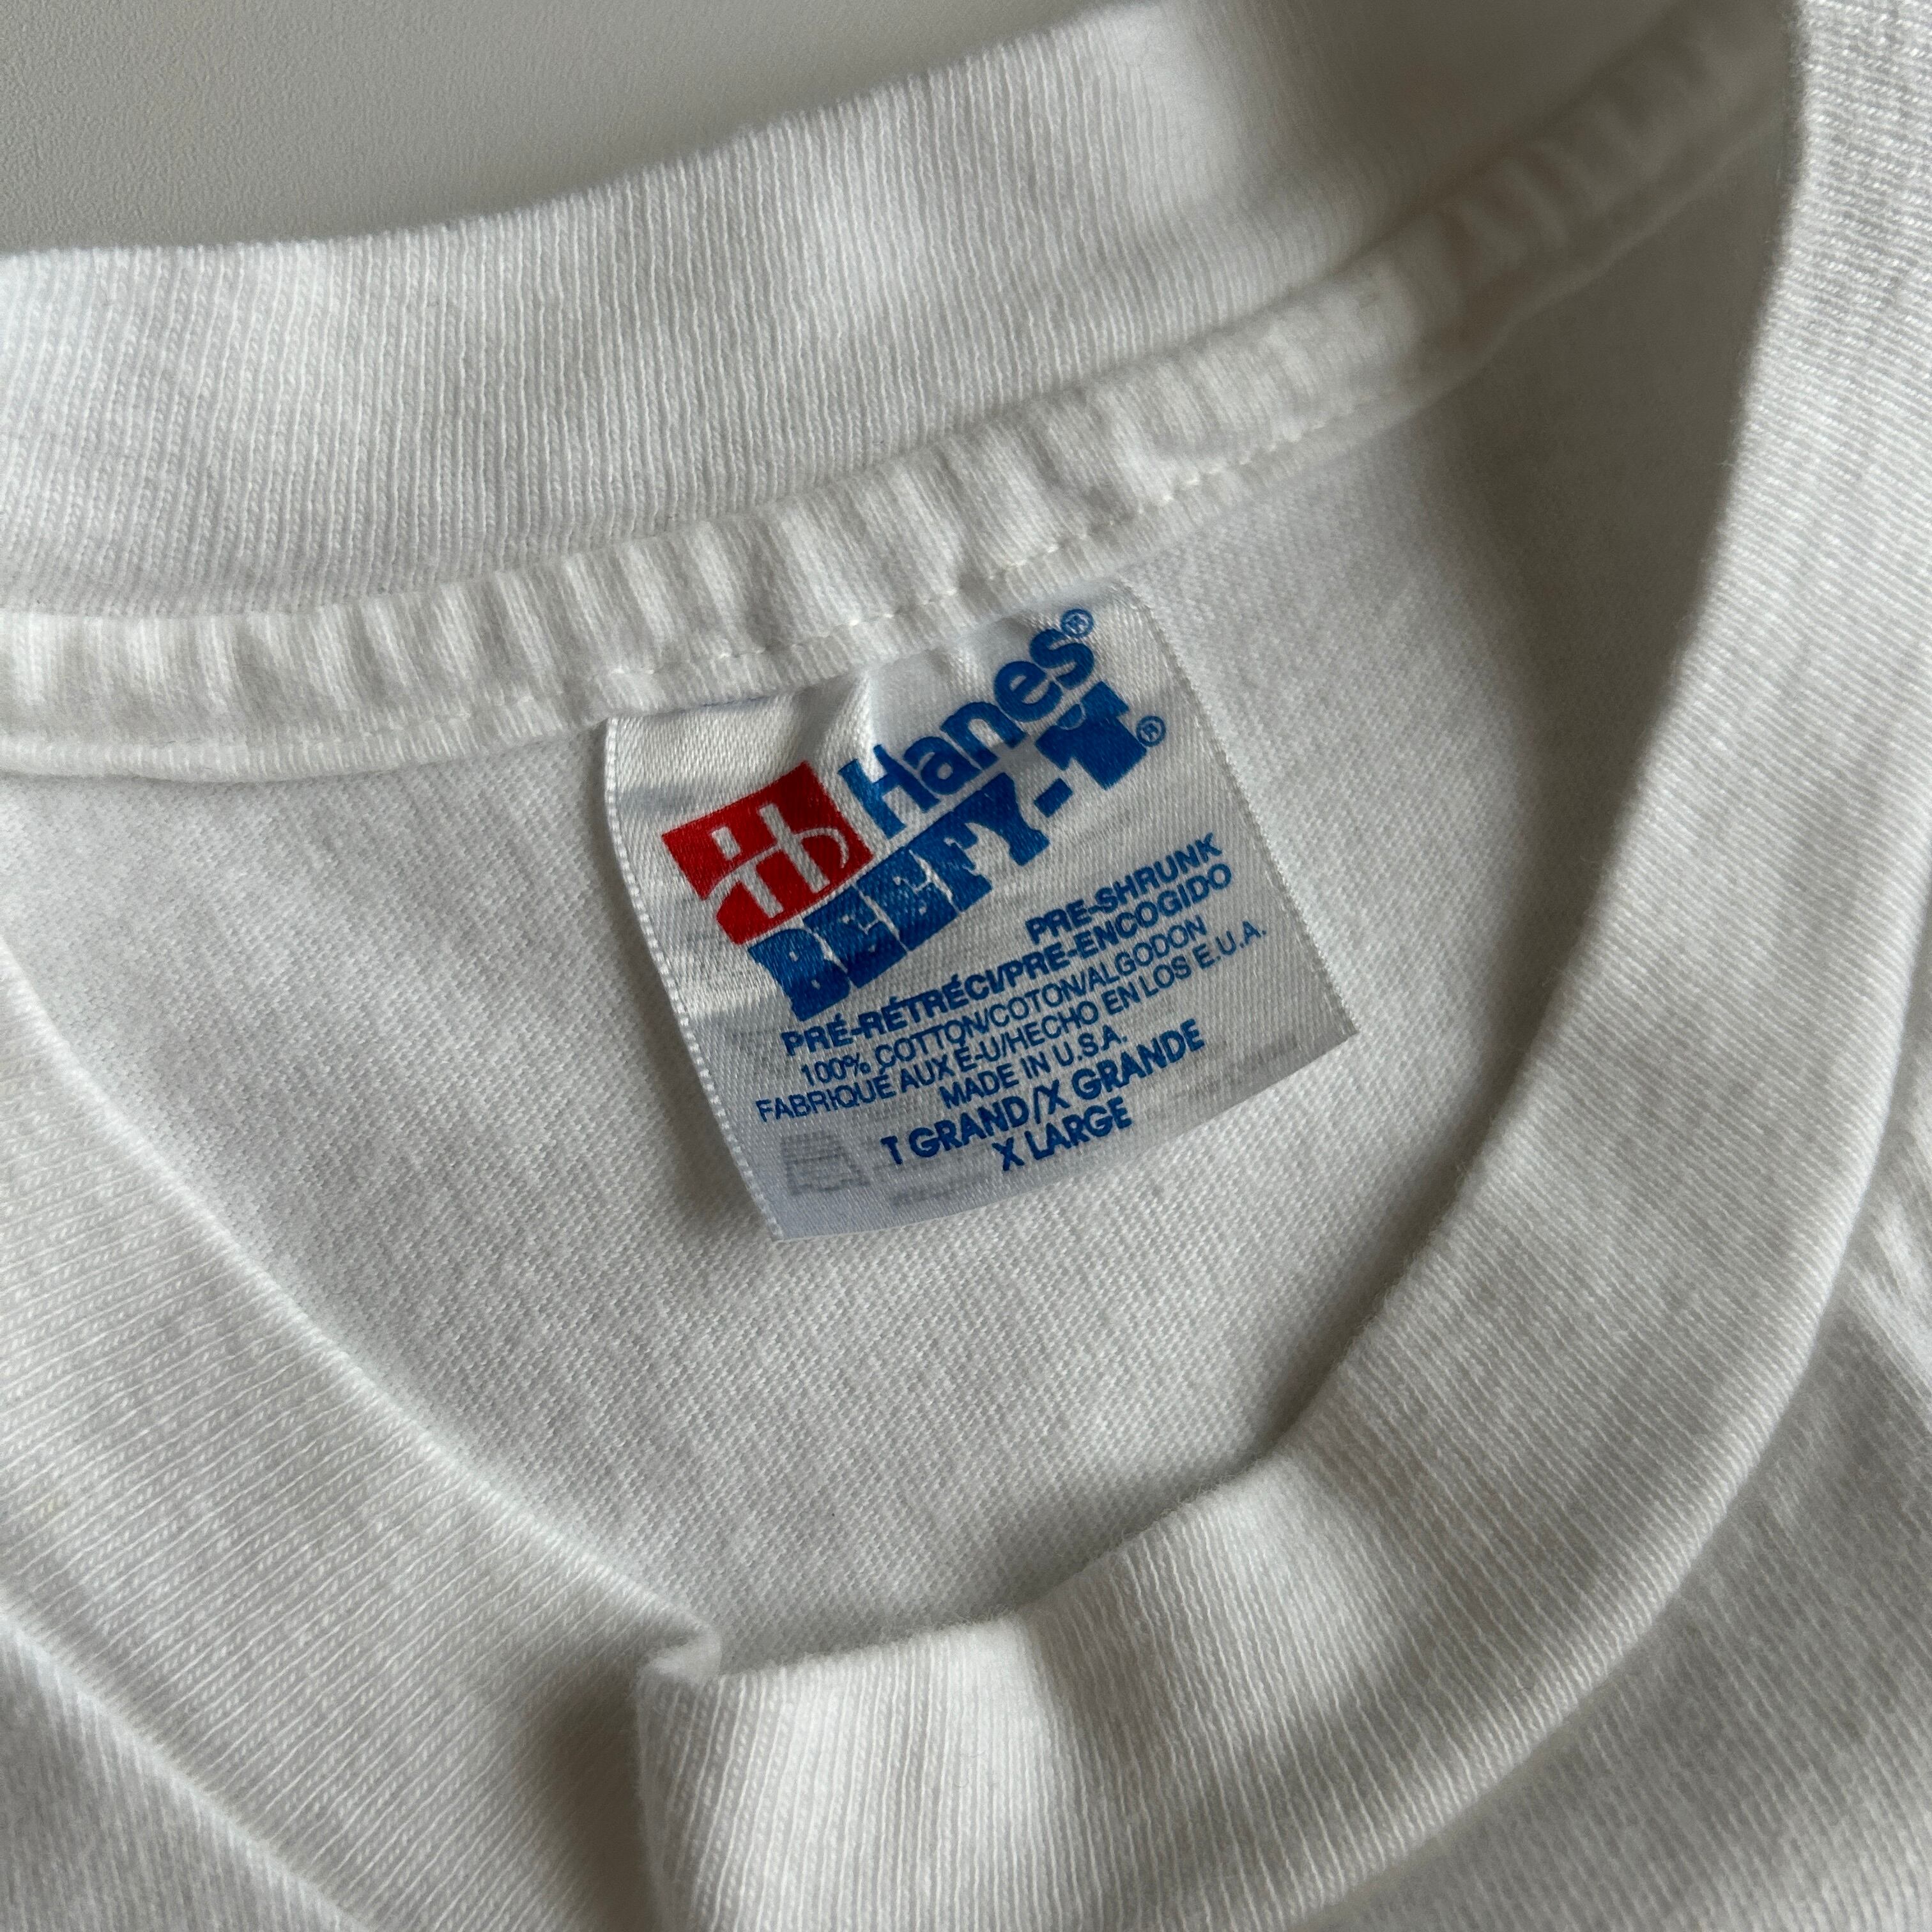 Hanes®
BEEFY-T®
PRE-SHRUNK
PRÉ-RÉTRÉCI/PRE-ENCOGIDO
100% COTTON/COTON/ALGODON
FABRIQUÉ AUX É-U/HECHO EN LOS E.U.A.
MADE IN U.S.A.
T GRAND/X GRANDE
X LARGE